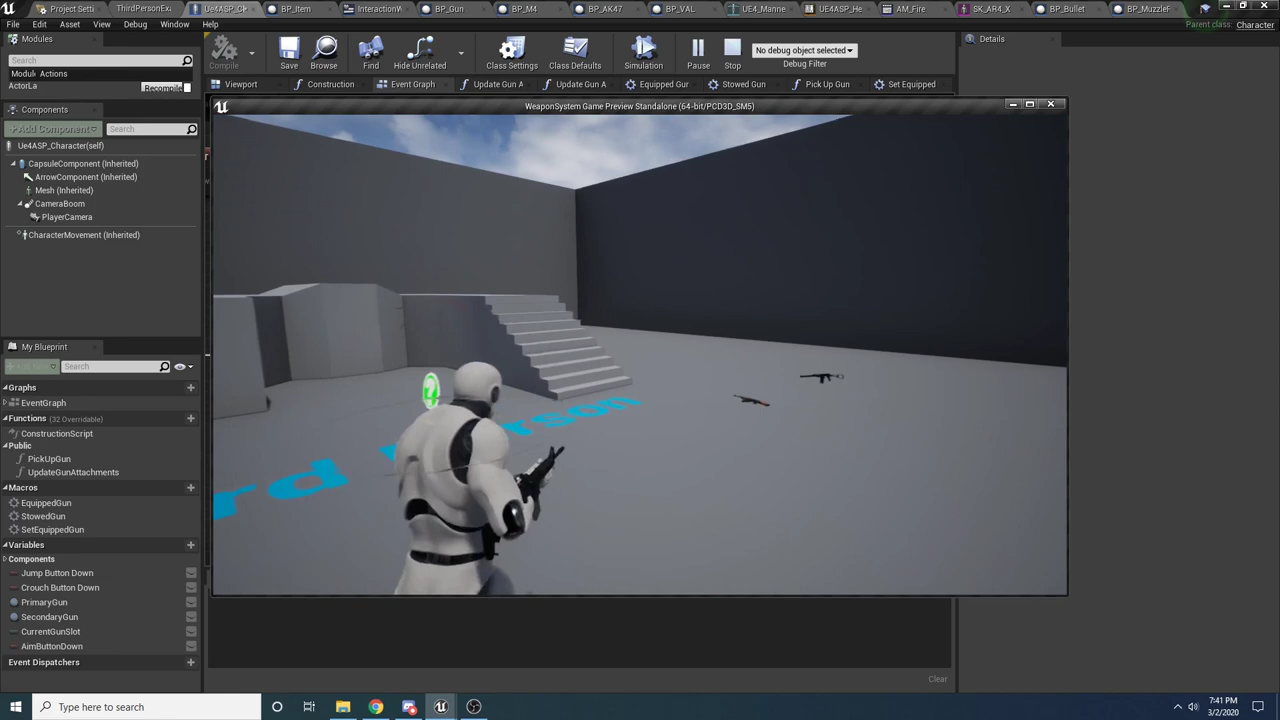 Project Setti
ThirdPersonEx
Ue4ASP_Ch
BP_Item
InteractionW
BP_Gun
BP_M4
BP_AK47
BP_VAL
UE4_Manne
UE4ASP_He
AM_Fire
SK_AR4_X
BP_Bullet
BP_MuzzleF
File
Edit
Asset
View
Debug
Window
Help
Parent class: Character
Modules
Search
Modul Actions
ActorLa
Recompile
Compile
Save
Browse
Find
Hide Unrelated
Class Settings
Class Defaults
Simulation
Pause
Stop
No debug object selected
Debug Filter
Details
Viewport
Construction
Event Graph
Update Gun A
Update Gun A
Equipped Gur
Stowed Gun
Pick Up Gun
Set Equipped
WeaponSystem Game Preview Standalone (64-bit/PCD3D_SM5)
Components
+Add Component
Search
Ue4ASP_Character(self)
CapsuleComponent (Inherited)
ArrowComponent (Inherited)
Mesh (Inherited)
CameraBoom
PlayerCamera
CharacterMovement (Inherited)
My Blueprint
Search
Graphs
EventGraph
Functions (32 Overridable)
ConstructionScript
Public
PickUpGun
UpdateGunAttachments
Macros
EquippedGun
StowedGun
SetEquippedGun
Variables
Components
Jump Button Down
Crouch Button Down
PrimaryGun
SecondaryGun
CurrentGunSlot
AimButtonDown
Event Dispatchers
Clear
Type here to search
7:41 PM
3/2/2020